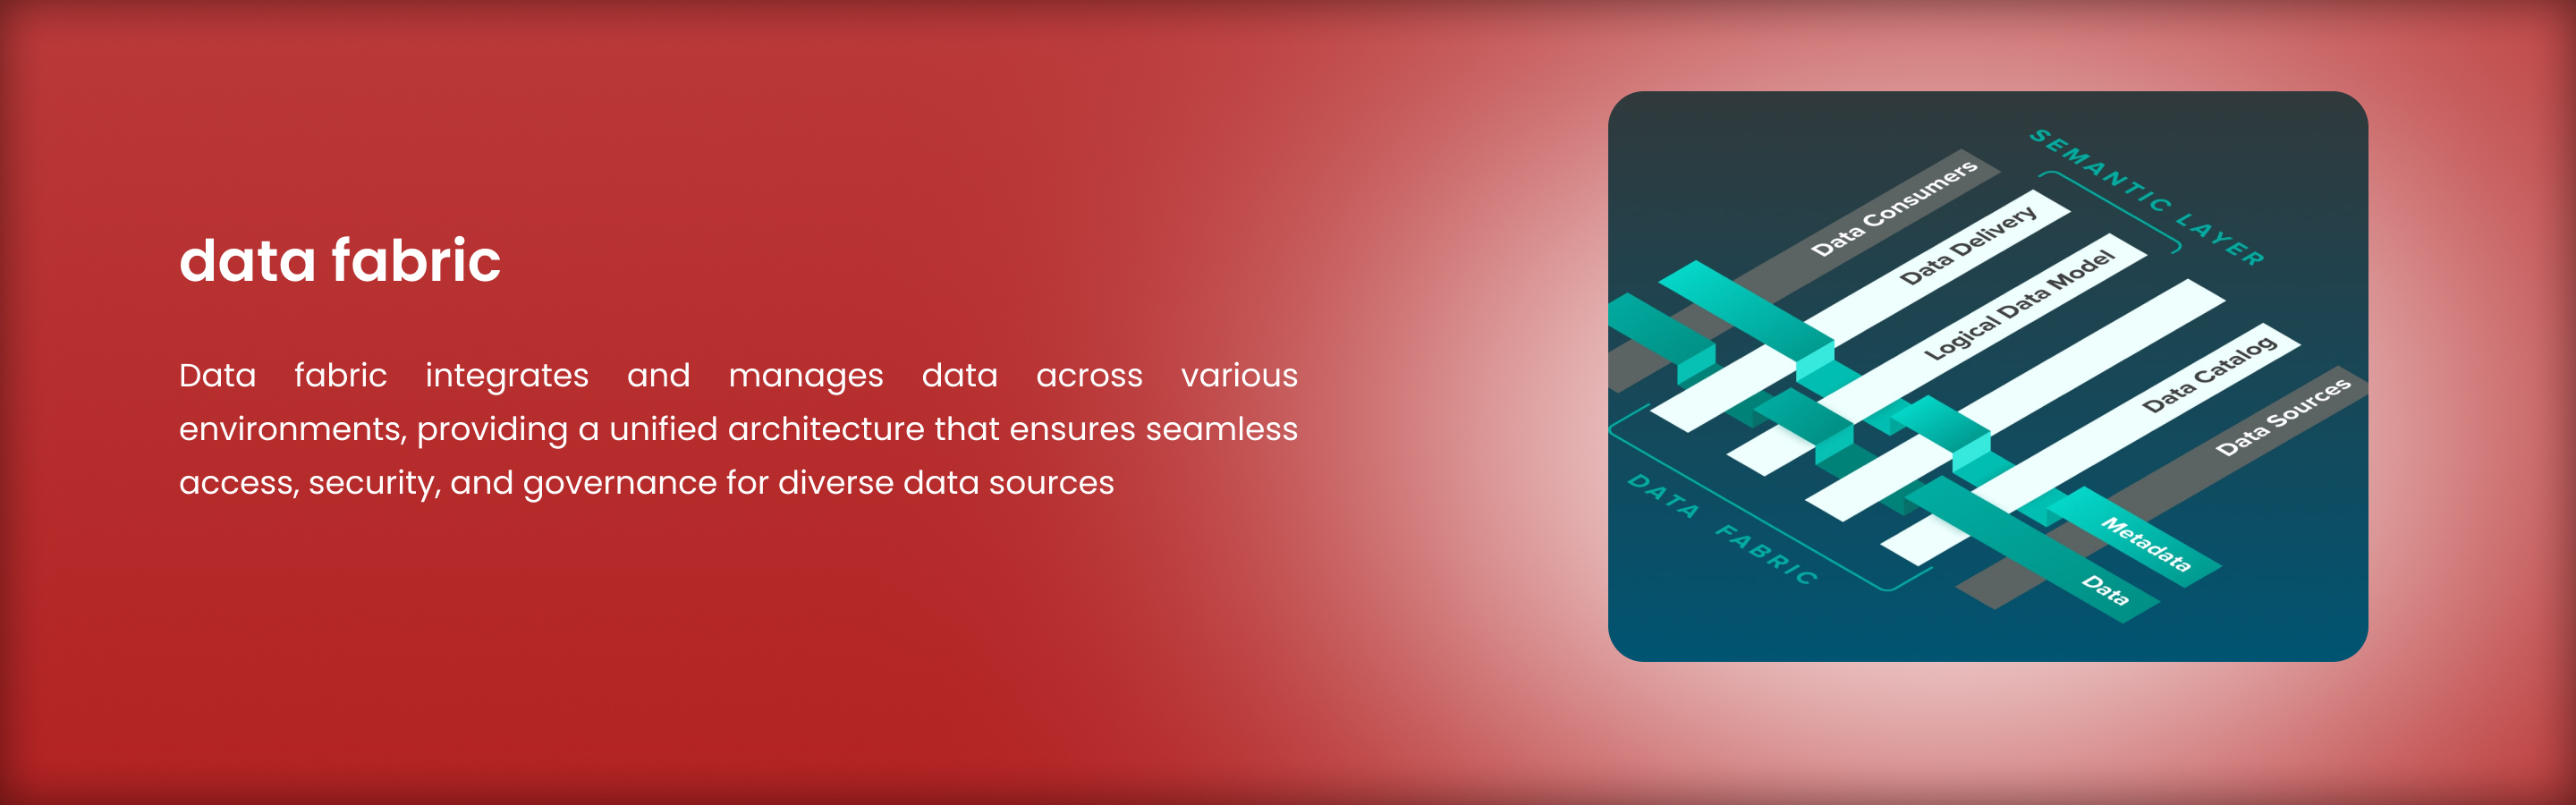 data fabric
Data fabric integrates and manages data across various
environments, providing a unified architecture that ensures seamless
access, security, and governance for diverse data sources
SEMANTIC LAYER
Data Consumers
Data Delivery
Logical Data Model
Data Catalog
Data Sources
Metadata
Data
DATA FABRIC